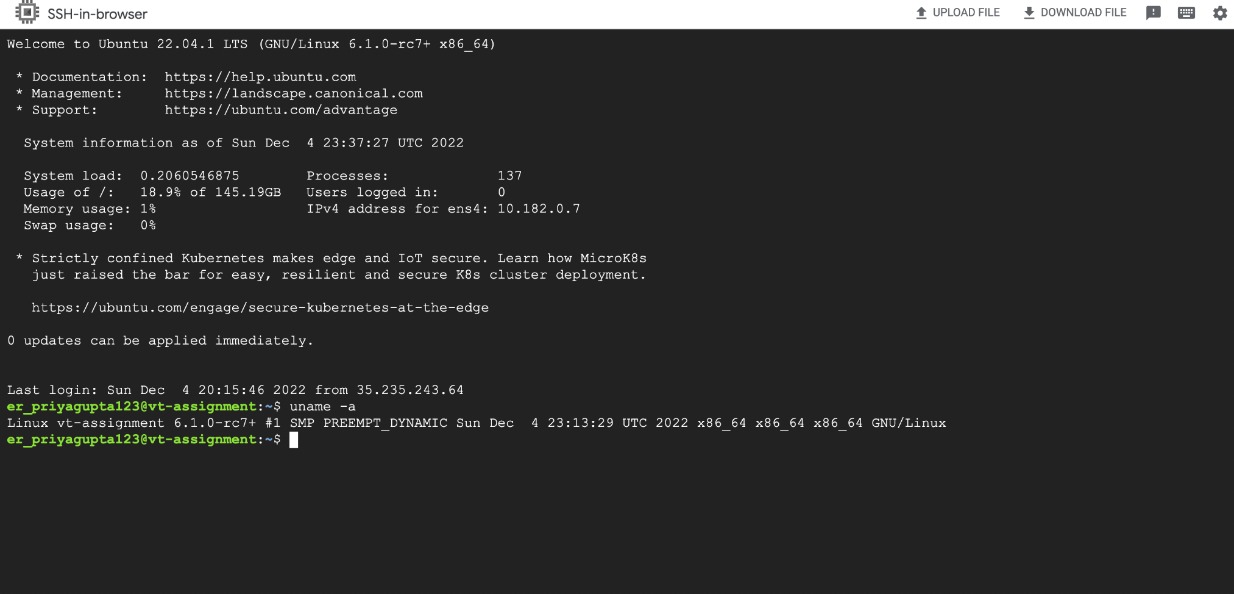 SSH-in-browser
UPLOAD FILE DOWNLOAD FILE
Welcome to Ubuntu 22.04.1 LTS (GNU/Linux 6.1.0-rc7+ x86_64)
* Documentation: https://help.ubuntu.com
* Management: https://landscape.canonical.com
* Support: https://ubuntu.com/advantage
System information as of Sun Dec 4 23:37:27 UTC 2022
System load: 0.2060546875 Processes: 137
Usage of /: 18.9% of 145.19GB Users logged in: 0
Memory usage: 1% IPv4 address for ens4: 10.182.0.7
Swap usage: 0%
* Strictly confined Kubernetes makes edge and IoT secure. Learn how MicroK8s
just raised the bar for easy, resilient and secure K8s cluster deployment.
https://ubuntu.com/engage/secure-kubernetes-at-the-edge
0 updates can be applied immediately.
Last login: Sun Dec 4 20:15:46 2022 from 35.235.243.64
er_priyagupta123@vt-assignment:~$ uname -a
Linux vt-assignment 6.1.0-rc7+ #1 SMP PREEMPT_DYNAMIC Sun Dec 4 23:13:29 UTC 2022 x86_64 x86_64 x86_64 GNU/Linux
er_priyagupta123@vt-assignment:~$